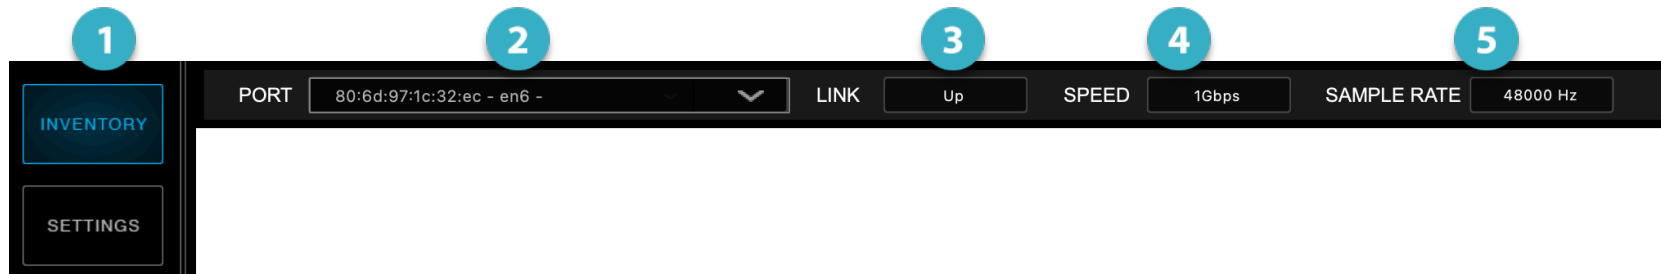 1 2 3 4 5
PORT 80:6d:97:1c:32:ec - en6 - LINK Up SPEED 1Gbps SAMPLE RATE 48000 Hz
INVENTORY
SETTINGS